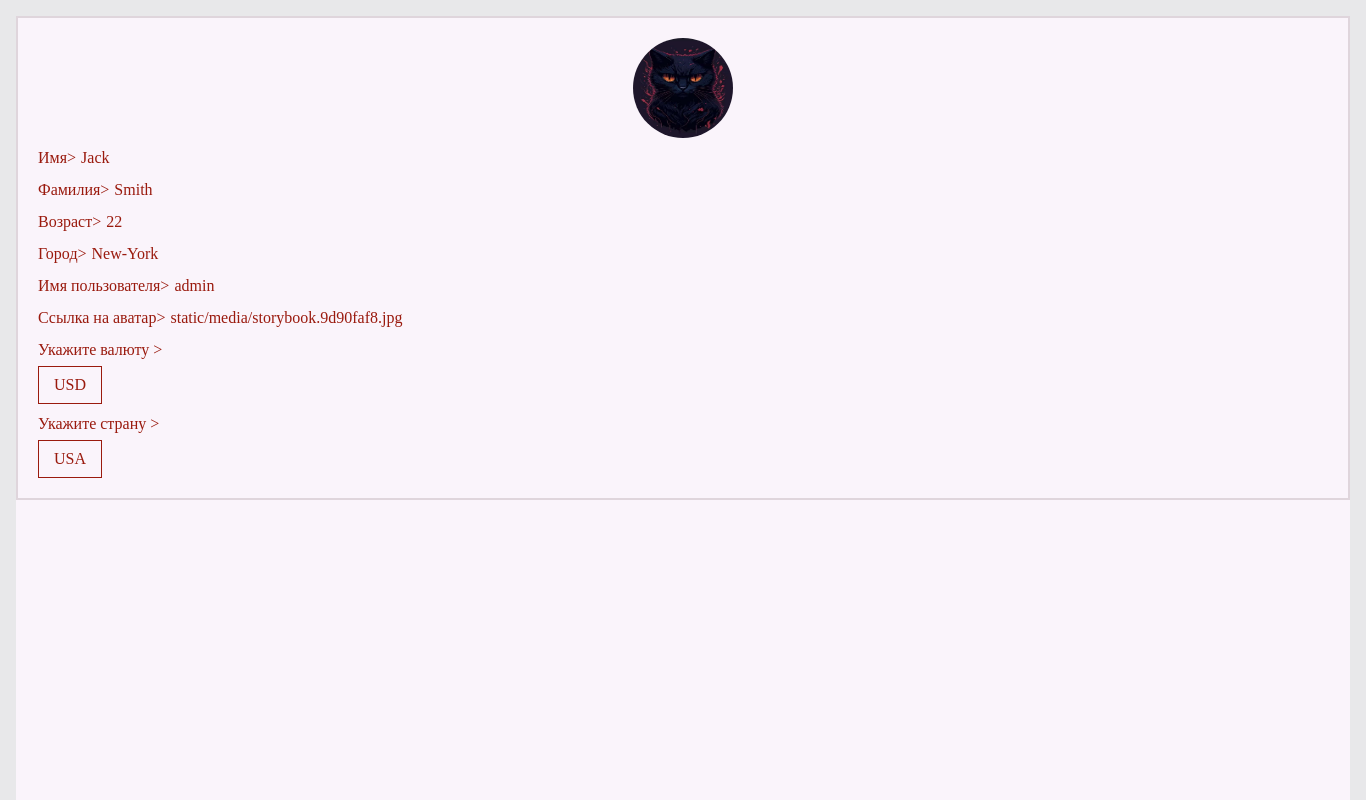 Имя> Jack
Фамилия> Smith
Возраст> 22
Город> New-York
Имя пользователя> admin
Ссылка на аватар> static/media/storybook.9d90faf8.jpg
Укажите валюту >
USD
Укажите страну >
USA